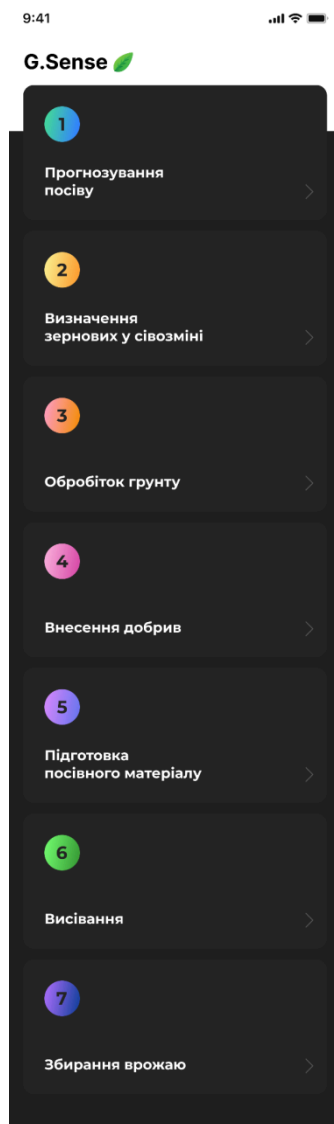 9:41
G.Sense
1
Прогнозування
посіву
2
Визначення
зернових у сівозміні
3
Обробіток грунту
4
Внесення добрив
5
Підготовка
посівного матеріалу
6
Висівання
7
Збирання врожаю